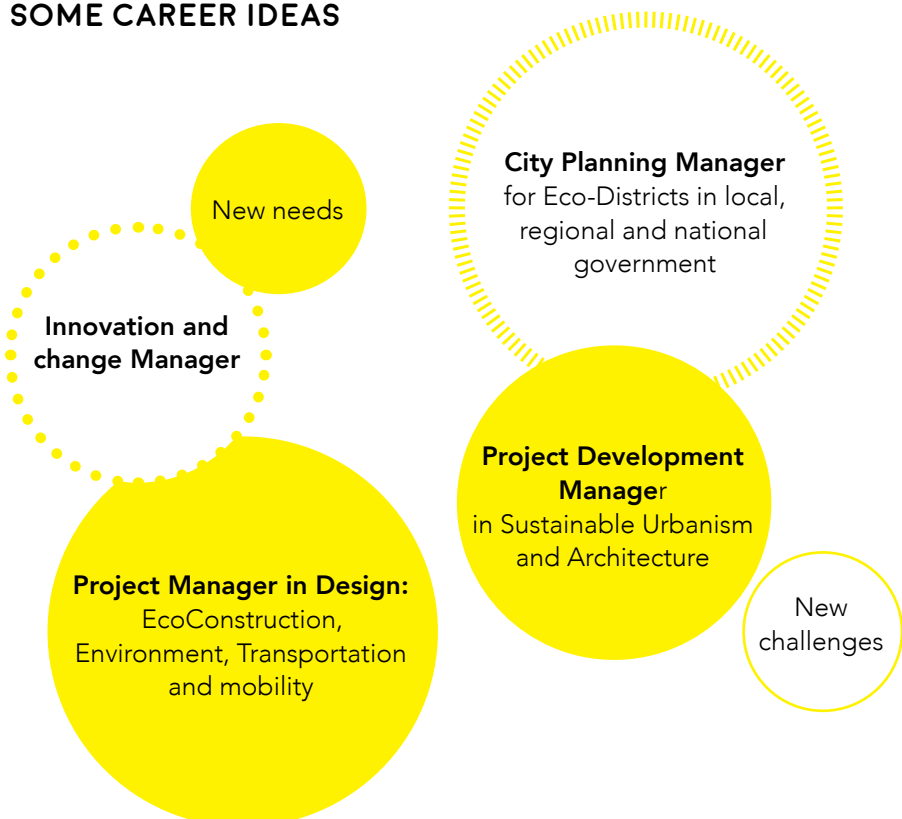 SOME CAREER IDEAS
New needs
Innovation and
change Manager
Project Manager in Design:
EcoConstruction,
Environment, Transportation
and mobility
City Planning Manager
for Eco-Districts in local,
regional and national
government
Project Development
Manager
in Sustainable Urbanism
and Architecture
New
challenges